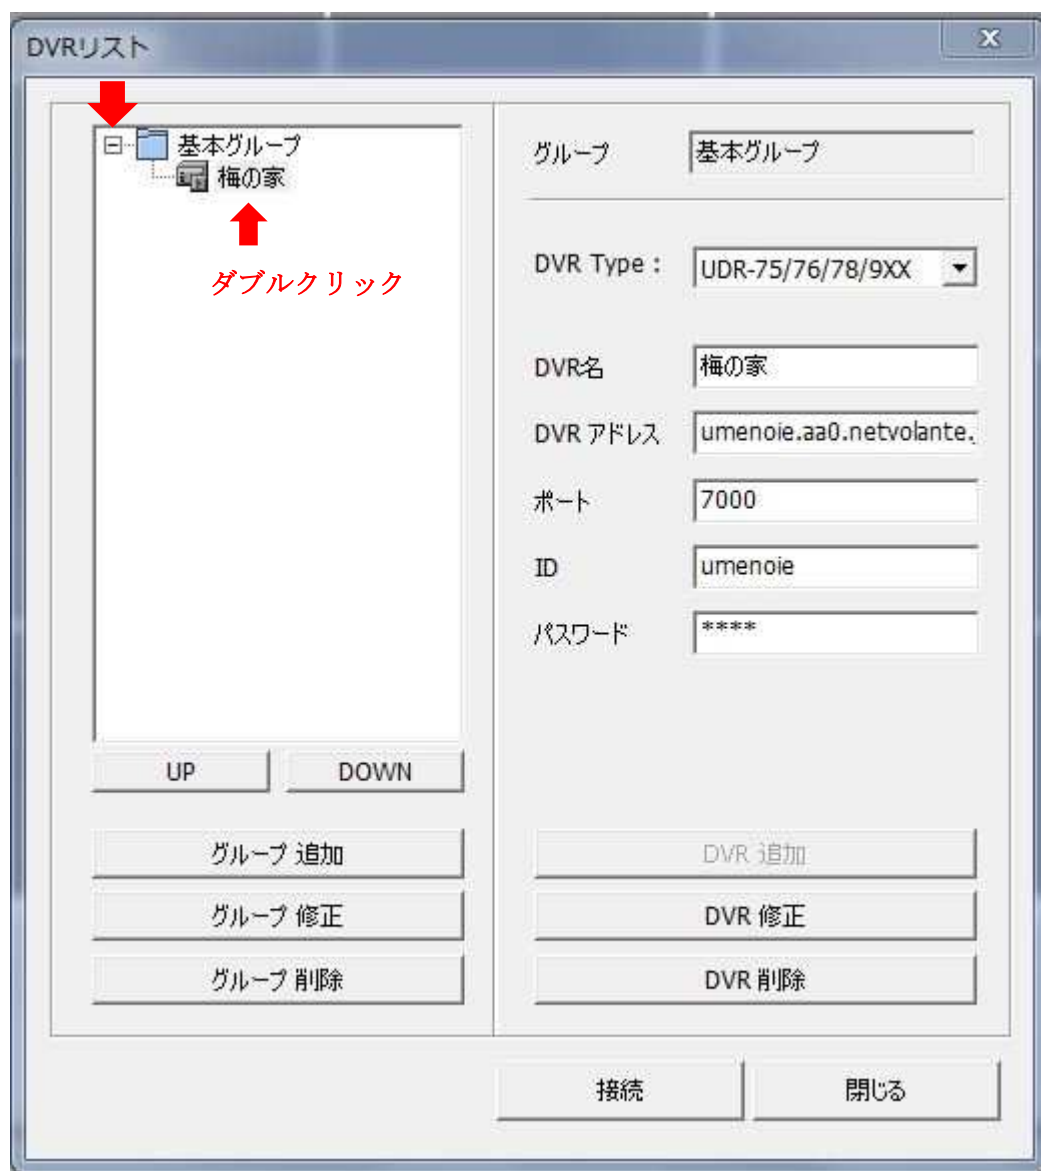 DVRリスト
基本グループ
梅の家
ダブルクリック
UP
DOWN
グループ 追加
グループ 修正
グループ 削除
グループ
基本グループ
DVR Type :
UDR-75/76/78/9XX
DVR名
梅の家
DVR アドレス
umenoie.aa0.netvolante.
ポート
7000
ID
umenoie
パスワード
****
DVR 追加
DVR 修正
DVR 削除
接続
閉じる